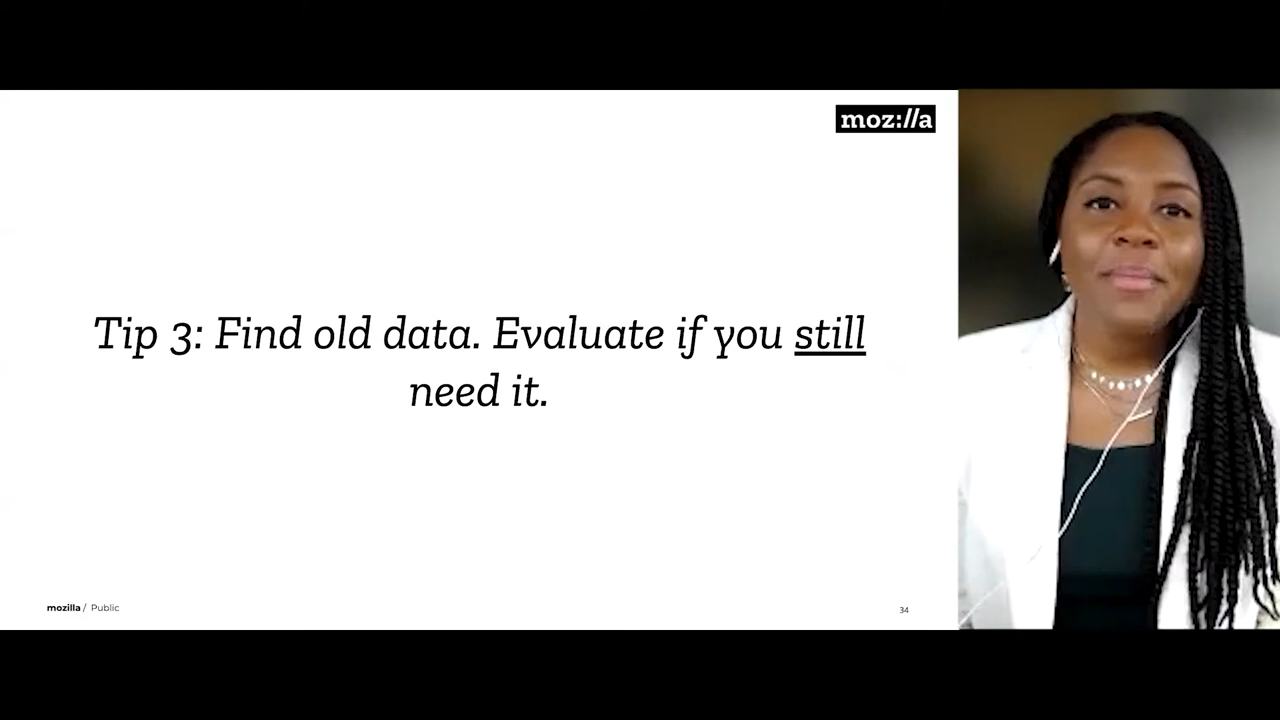 moz://a
Tip 3: Find old data. Evaluate if you still
need it.
mozilla / Public
34